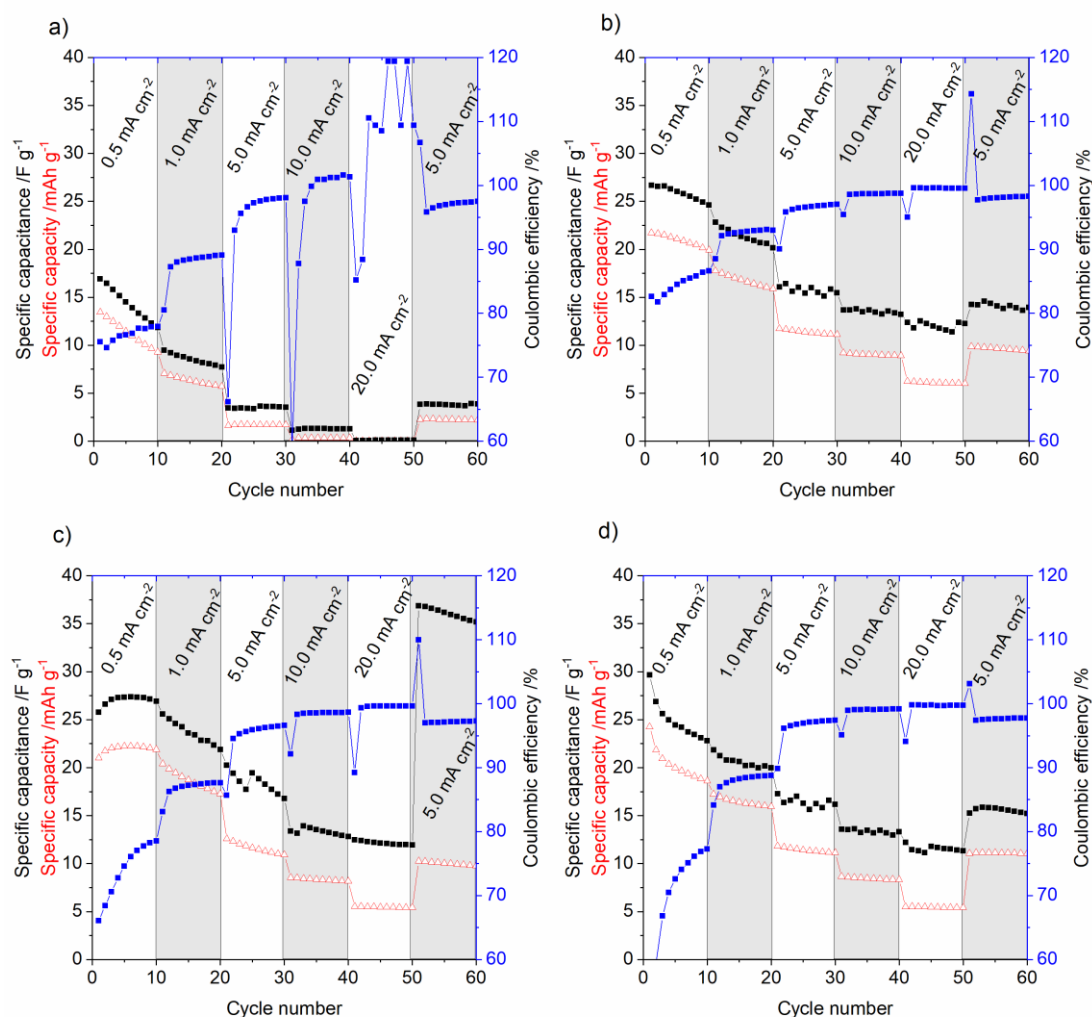 a)
40
35
30
25
20
15
10
5
0
Specific capacitance /F g⁻¹
Specific capacity /mAh g⁻¹
0.5 mA cm⁻²
1.0 mA cm⁻²
5.0 mA cm⁻²
10.0 mA cm⁻²
20.0 mA cm⁻²
5.0 mA cm⁻²
120
110
100
90
80
70
60
Coulombic efficiency /%
0 10 20 30 40 50 60
Cycle number
b)
40
35
30
25
20
15
10
5
0
Specific capacitance /F g⁻¹
Specific capacity /mAh g⁻¹
0.5 mA cm⁻²
1.0 mA cm⁻²
5.0 mA cm⁻²
10.0 mA cm⁻²
20.0 mA cm⁻²
5.0 mA cm⁻²
120
110
100
90
80
70
60
Coulombic efficiency /%
0 10 20 30 40 50 60
Cycle number
c)
40
35
30
25
20
15
10
5
0
Specific capacitance /F g⁻¹
Specific capacity /mAh g⁻¹
0.5 mA cm⁻²
1.0 mA cm⁻²
5.0 mA cm⁻²
10.0 mA cm⁻²
20.0 mA cm⁻²
5.0 mA cm⁻²
120
110
100
90
80
70
60
Coulombic efficiency /%
0 10 20 30 40 50 60
Cycle number
d)
40
35
30
25
20
15
10
5
0
Specific capacitance /F g⁻¹
Specific capacity /mAh g⁻¹
0.5 mA cm⁻²
1.0 mA cm⁻²
5.0 mA cm⁻²
10.0 mA cm⁻²
20.0 mA cm⁻²
5.0 mA cm⁻²
120
110
100
90
80
70
60
Coulombic efficiency /%
0 10 20 30 40 50 60
Cycle number